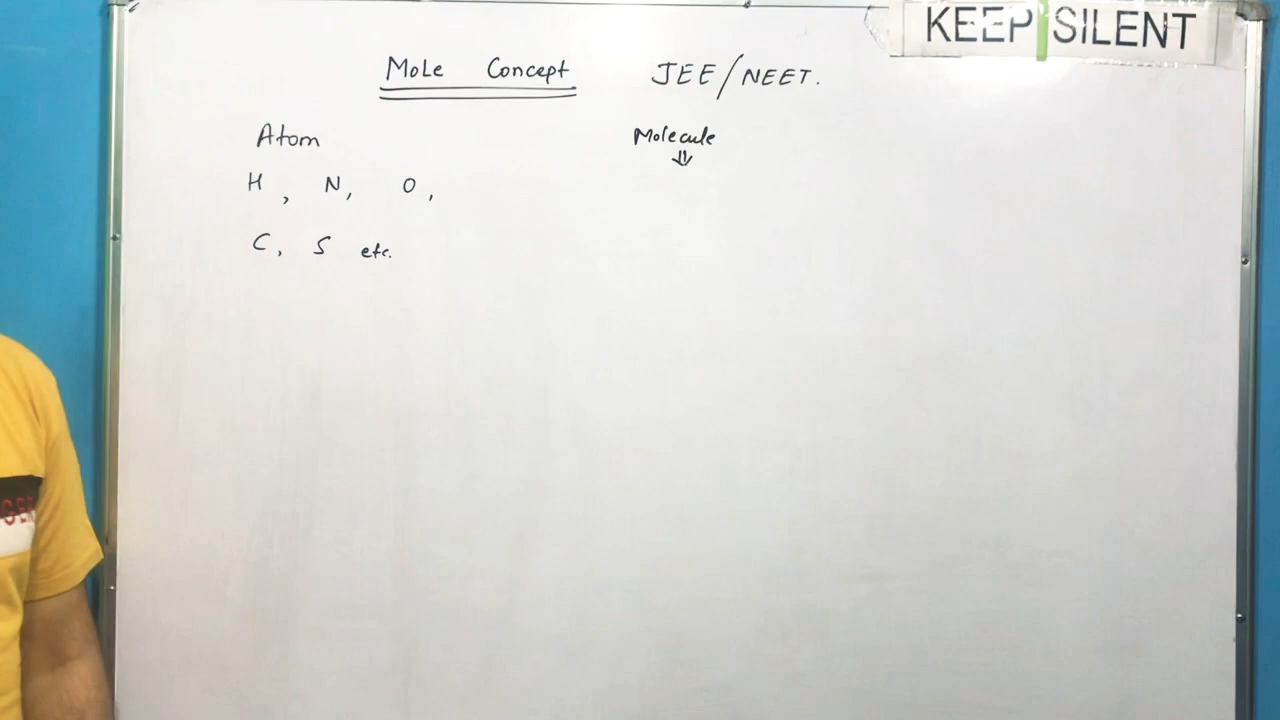 KEEP SILENT
Mole Concept JEE/NEET.
Atom
H, N, O,
C, S etc.
Molecule
⇓